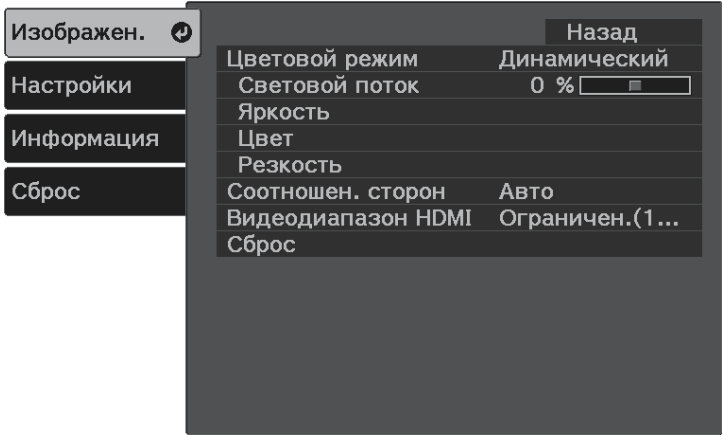 Изображен.
Настройки
Информация
Сброс
Назад
Цветовой режим Динамический
Световой поток 0 %
Яркость
Цвет
Резкость
Соотношен. сторон Авто
Видеодиапазон HDMI Ограничен.(1...
Сброс